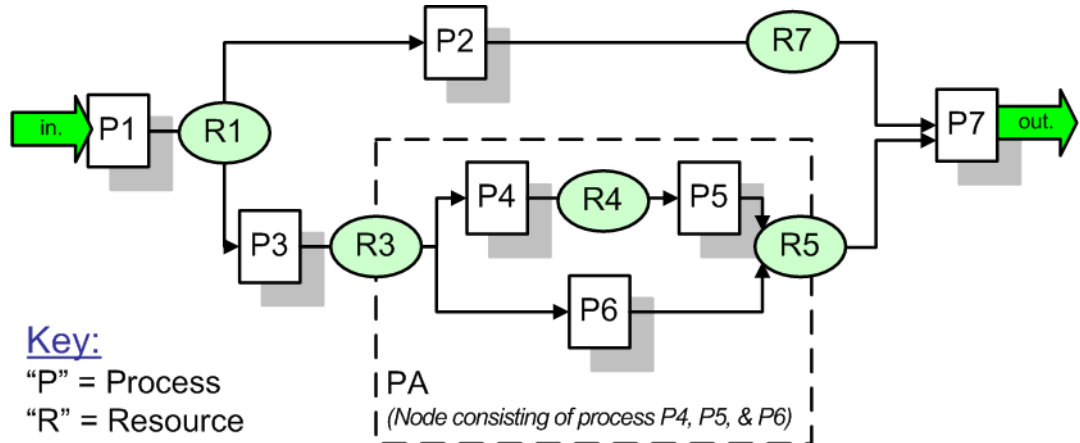 P2
R7
in.
P1
R1
P7
out.
P4
R4
P5
P3
R3
R5
P6
Key:
“P” = Process
“R” = Resource
PA
(Node consisting of process P4, P5, & P6)